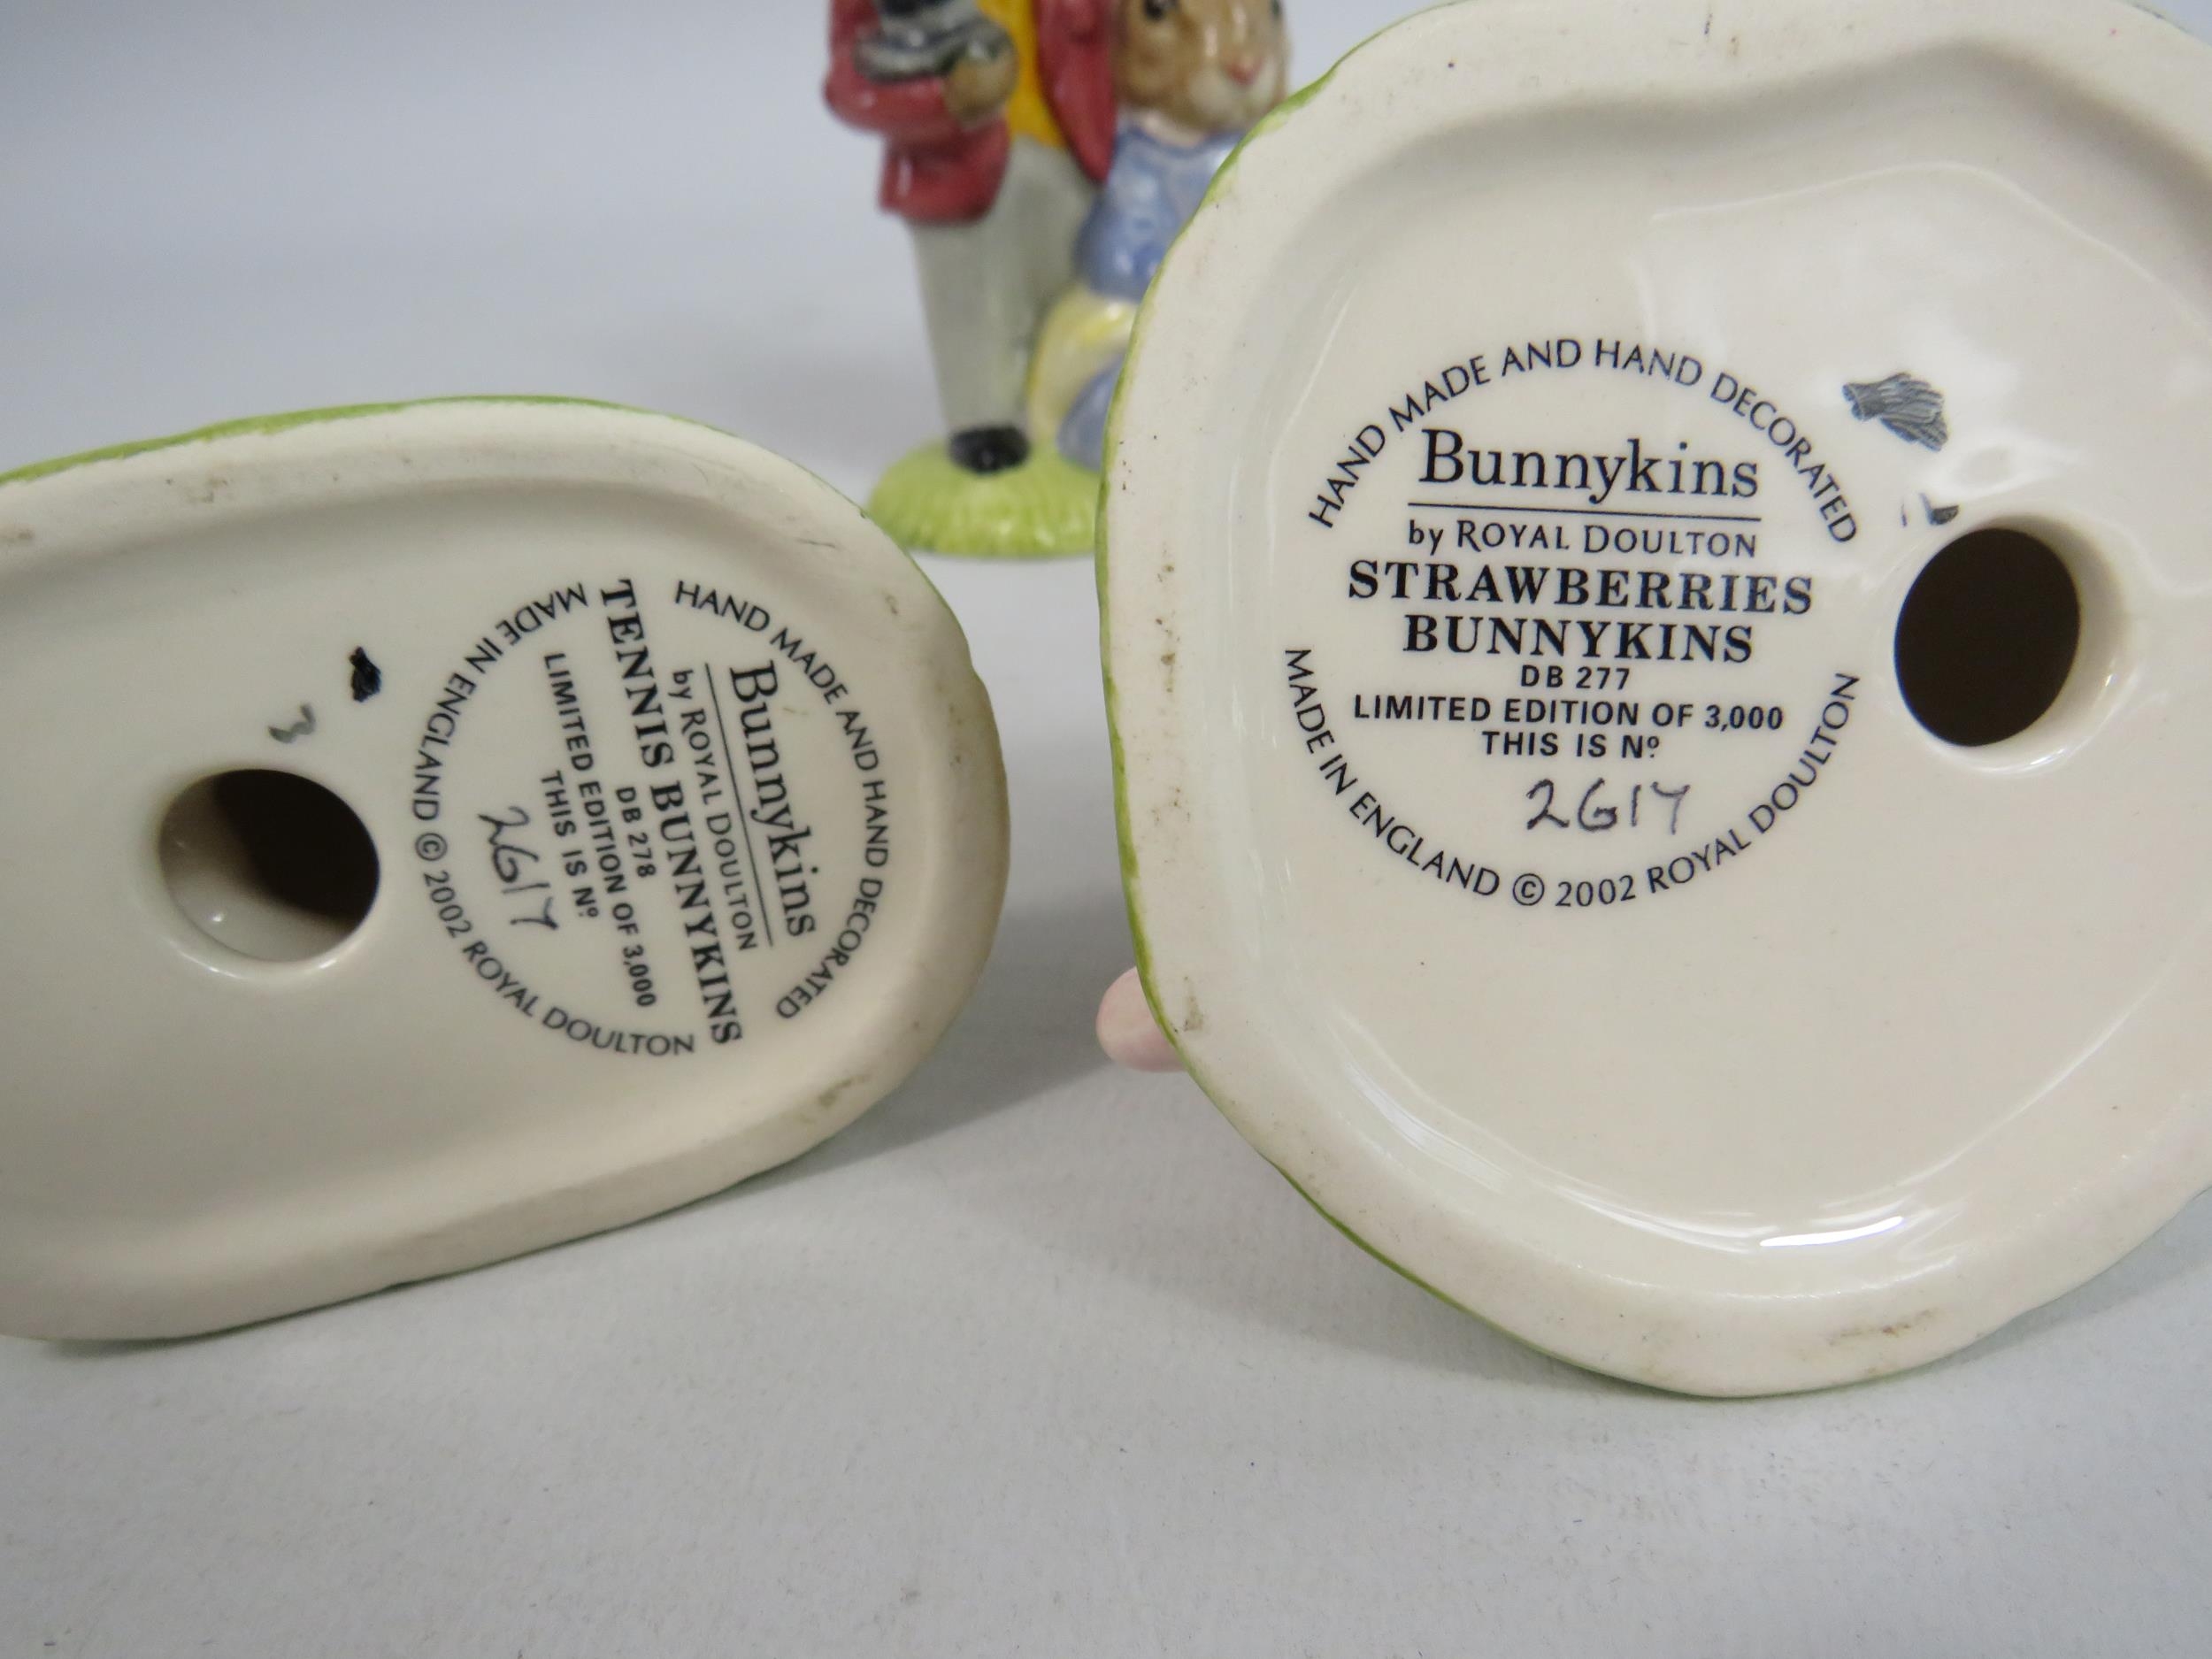 HAND MADE AND HAND DECORATED
Bunnykins
by ROYAL DOULTON
TENNIS BUNNYKINS
DB 278
LIMITED EDITION OF 3,000
THIS IS Nº
2617
MADE IN ENGLAND © 2002 ROYAL DOULTON
3
HAND MADE AND HAND DECORATED
Bunnykins
by ROYAL DOULTON
STRAWBERRIES
BUNNYKINS
DB 277
LIMITED EDITION OF 3,000
THIS IS Nº
2617
MADE IN ENGLAND © 2002 ROYAL DOULTON